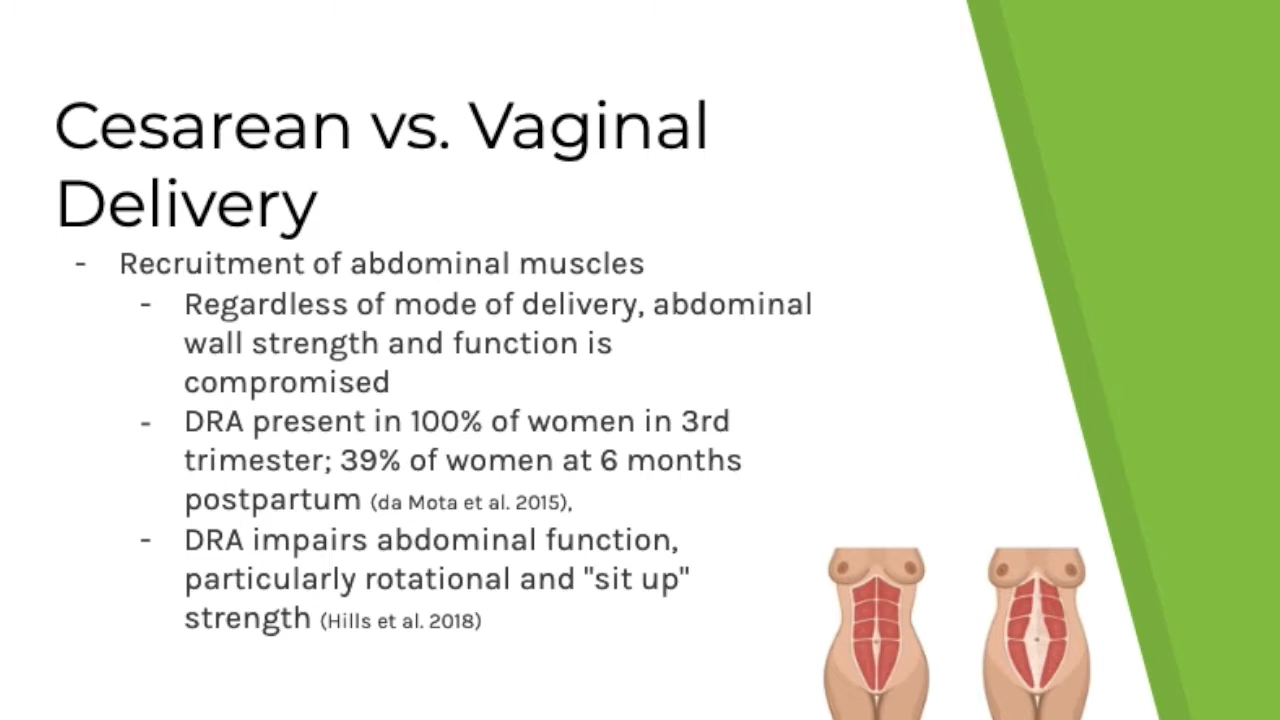 Cesarean vs. Vaginal
Delivery
- Recruitment of abdominal muscles
- Regardless of mode of delivery, abdominal
wall strength and function is
compromised
- DRA present in 100% of women in 3rd
trimester; 39% of women at 6 months
postpartum (da Mota et al. 2015),
- DRA impairs abdominal function,
particularly rotational and "sit up"
strength (Hills et al. 2018)